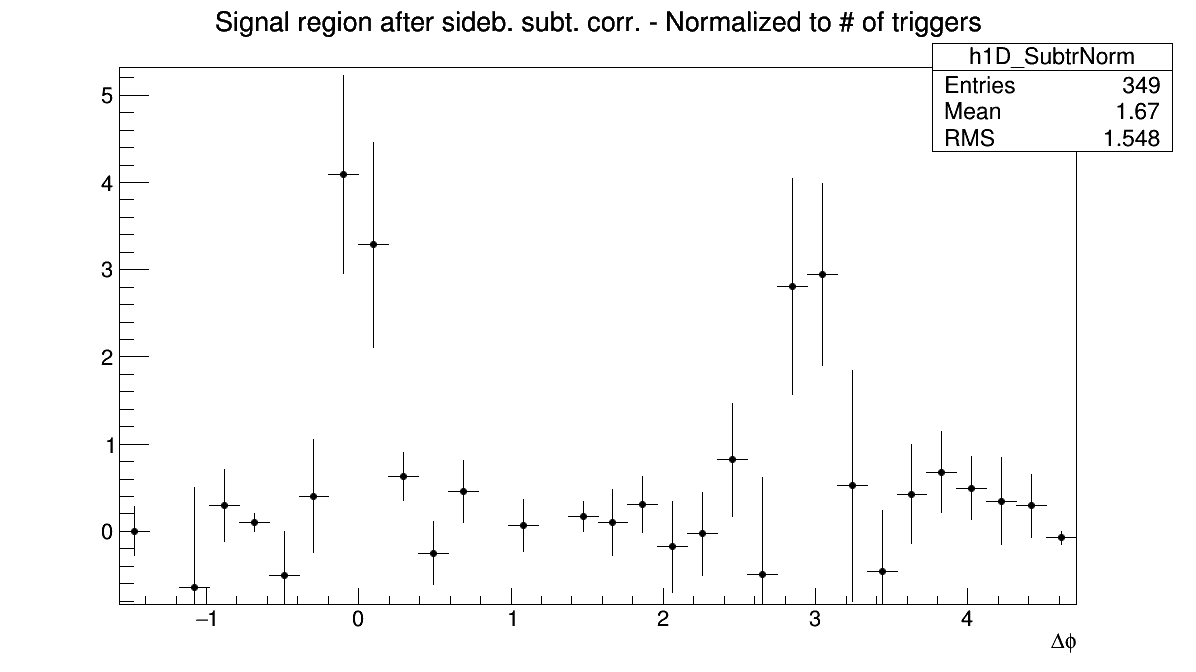 Signal region after sideb. subt. corr. - Normalized to # of triggers
h1D_SubtrNorm
Entries 349
Mean 1.67
RMS 1.548
5
4
3
2
1
0
−1 0 1 2 3 4
Δϕ